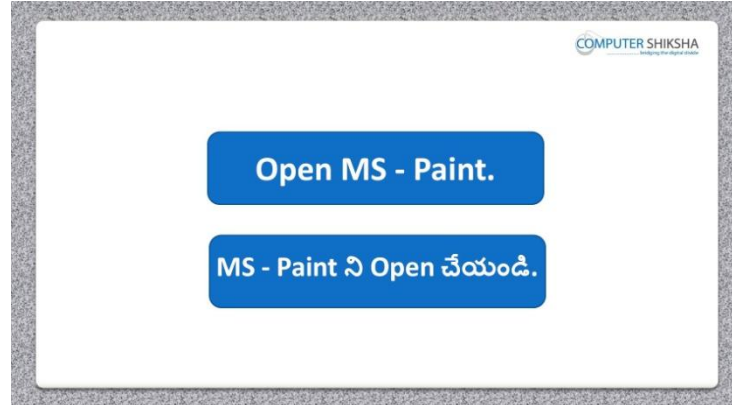 COMPUTER SHIKSHA
bridging the digital divide
Open MS - Paint.
MS - Paint ని Open చేయండి.